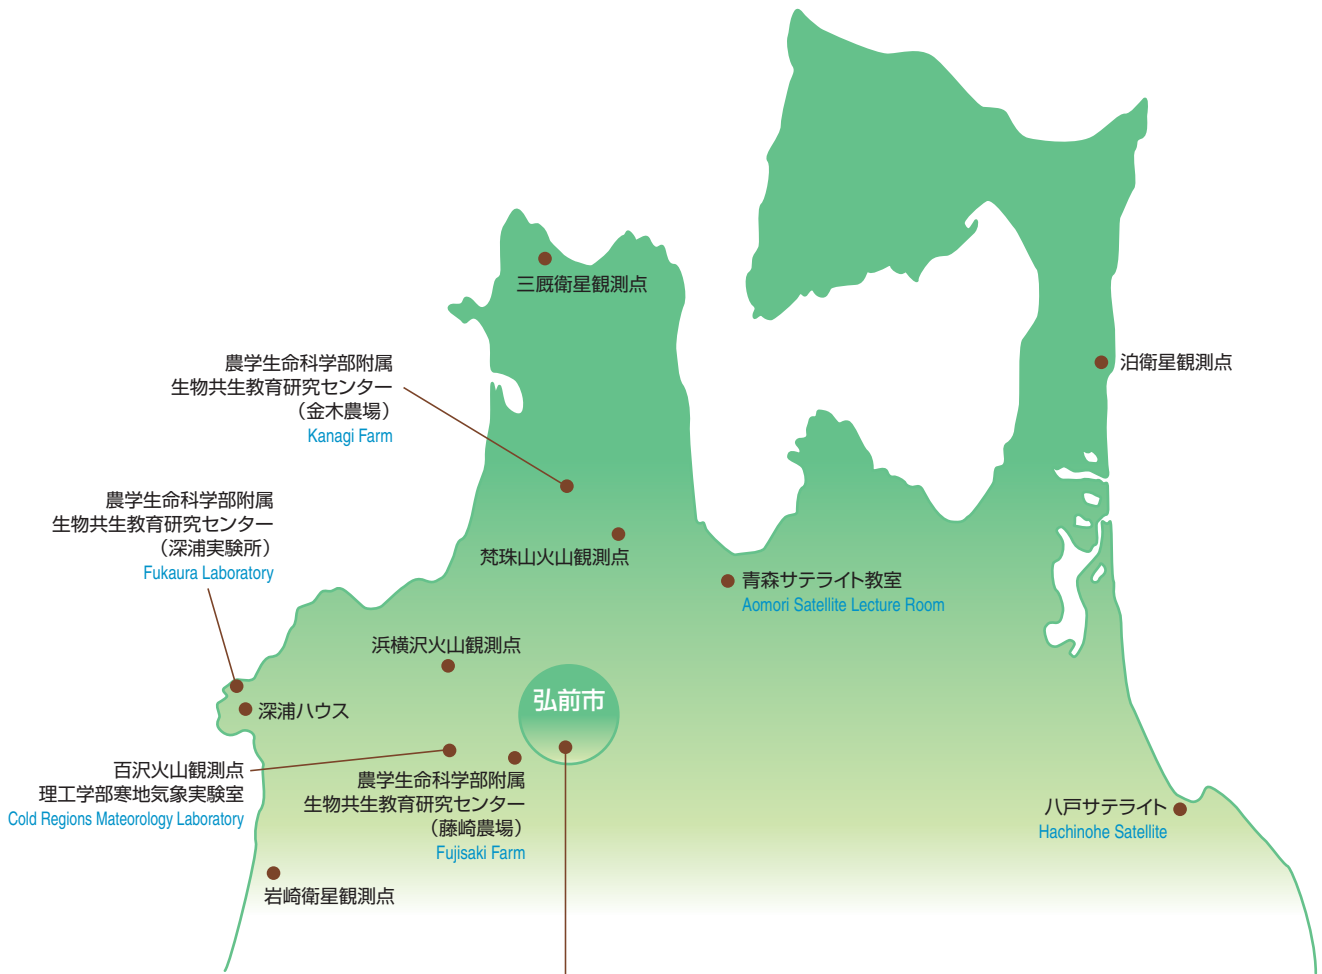 三厩衛星観測点
泊衛星観測点
農学生命科学部附属
生物共生教育研究センター
（金木農場）
Kanagi Farm
農学生命科学部附属
生物共生教育研究センター
（深浦実験所）
Fukaura Laboratory
梵珠山火山観測点
青森サテライト教室
Aomori Satellite Lecture Room
浜横沢火山観測点
弘前市
深浦ハウス
百沢火山観測点
理工学部寒地気象実験室
Cold Regions Mateorology Laboratory
農学生命科学部附属
生物共生教育研究センター
（藤崎農場）
Fujisaki Farm
八戸サテライト
Hachinohe Satellite
岩崎衛星観測点